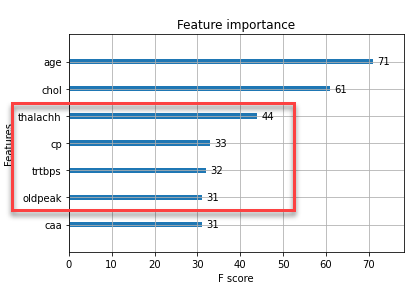 Feature importance
age 71
chol 61
thalachh 44
cp 33
trtbps 32
oldpeak 31
caa 31
0 10 20 30 40 50 60 70
F score
Features